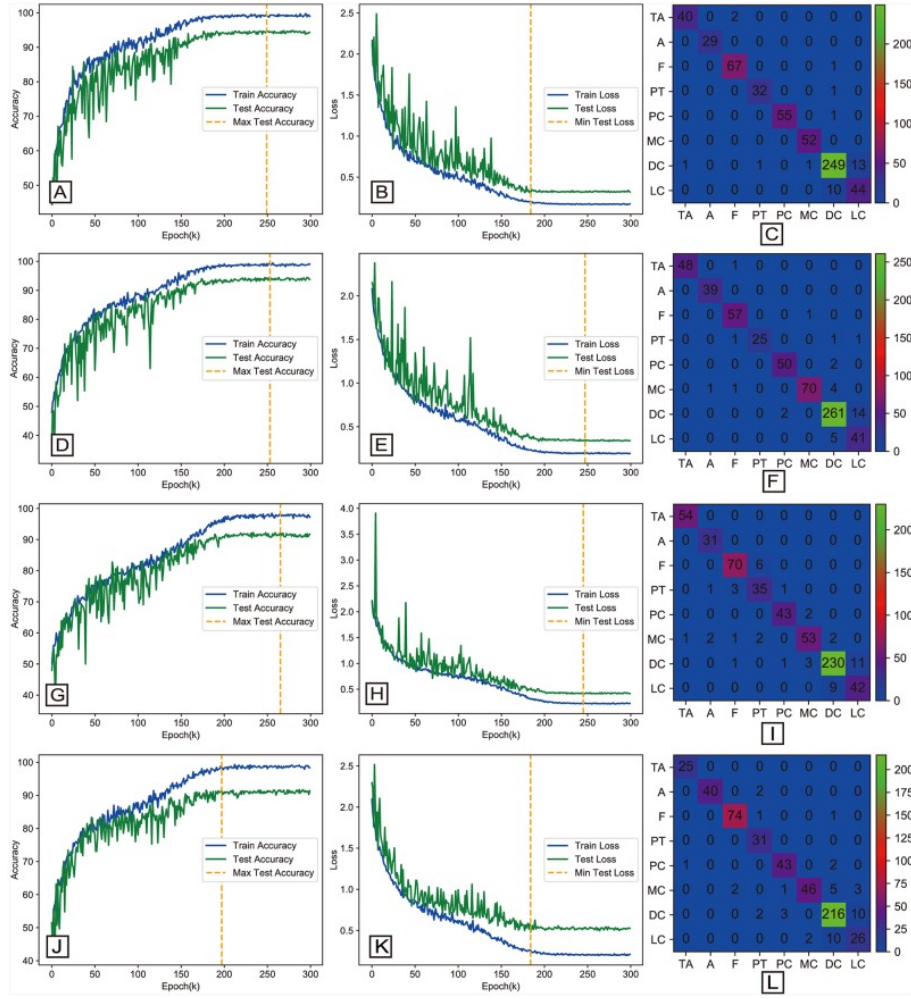 Accuracy
100
90
80
70
60
50
Train Accuracy
Test Accuracy
Max Test Accuracy
A
0 50 100 150 200 250 300
Epoch(k)
Loss
2.5
2.0
1.5
1.0
0.5
Train Loss
Test Loss
Min Test Loss
B
0 50 100 150 200 250 300
Epoch(k)
TA 40 0 2 0 0 0 0 0
A 0 29 0 0 0 0 0 0
F 0 0 67 0 0 0 1 0
PT 0 0 0 32 0 0 1 0
PC 0 0 0 0 55 0 1 0
MC 0 0 0 0 0 52 0 0
DC 1 0 0 1 0 1 249 13
LC 0 0 0 0 0 0 10 44
TA A F PT PC MC DC LC
200
150
100
50
0
C
Accuracy
100
90
80
70
60
50
40
Train Accuracy
Test Accuracy
Max Test Accuracy
D
0 50 100 150 200 250 300
Epoch(k)
Loss
2.0
1.5
1.0
0.5
Train Loss
Test Loss
Min Test Loss
E
0 50 100 150 200 250 300
Epoch(k)
TA 48 0 1 0 0 0 0 0
A 0 39 0 0 0 0 0 0
F 0 0 57 0 0 1 0 0
PT 0 0 1 25 0 0 1 1
PC 0 0 0 0 50 0 2 0
MC 0 1 1 0 0 70 4 0
DC 0 0 0 0 2 0 261 14
LC 0 0 0 0 0 0 5 41
TA A F PT PC MC DC LC
250
200
150
100
50
0
F
Accuracy
100
90
80
70
60
50
40
Train Accuracy
Test Accuracy
Max Test Accuracy
G
0 50 100 150 200 250 300
Epoch(k)
Loss
4.0
3.5
3.0
2.5
2.0
1.5
1.0
0.5
Train Loss
Test Loss
Min Test Loss
H
0 50 100 150 200 250 300
Epoch(k)
TA 54 0 0 0 0 0 0 0
A 0 31 0 0 0 0 0 0
F 0 0 70 6 0 0 0 0
PT 0 1 3 35 1 0 0 0
PC 0 0 0 0 43 0 2 0
MC 1 2 1 2 0 53 2 0
DC 0 0 1 0 1 3 230 11
LC 0 0 0 0 0 0 9 42
TA A F PT PC MC DC LC
200
150
100
50
0
I
Accuracy
100
90
80
70
60
50
40
Train Accuracy
Test Accuracy
Max Test Accuracy
J
0 50 100 150 200 250 300
Epoch(k)
Loss
2.5
2.0
1.5
1.0
0.5
Train Loss
Test Loss
Min Test Loss
K
0 50 100 150 200 250 300
Epoch(k)
TA 25 0 0 0 0 0 0 0
A 0 40 0 2 0 0 0 0
F 0 0 74 1 0 0 1 0
PT 0 0 0 31 0 0 0 0
PC 1 0 0 0 43 0 2 0
MC 0 0 2 0 1 46 5 3
DC 0 0 0 2 3 0 216 10
LC 0 0 0 0 0 2 10 26
TA A F PT PC MC DC LC
200
175
150
125
100
75
50
25
0
L